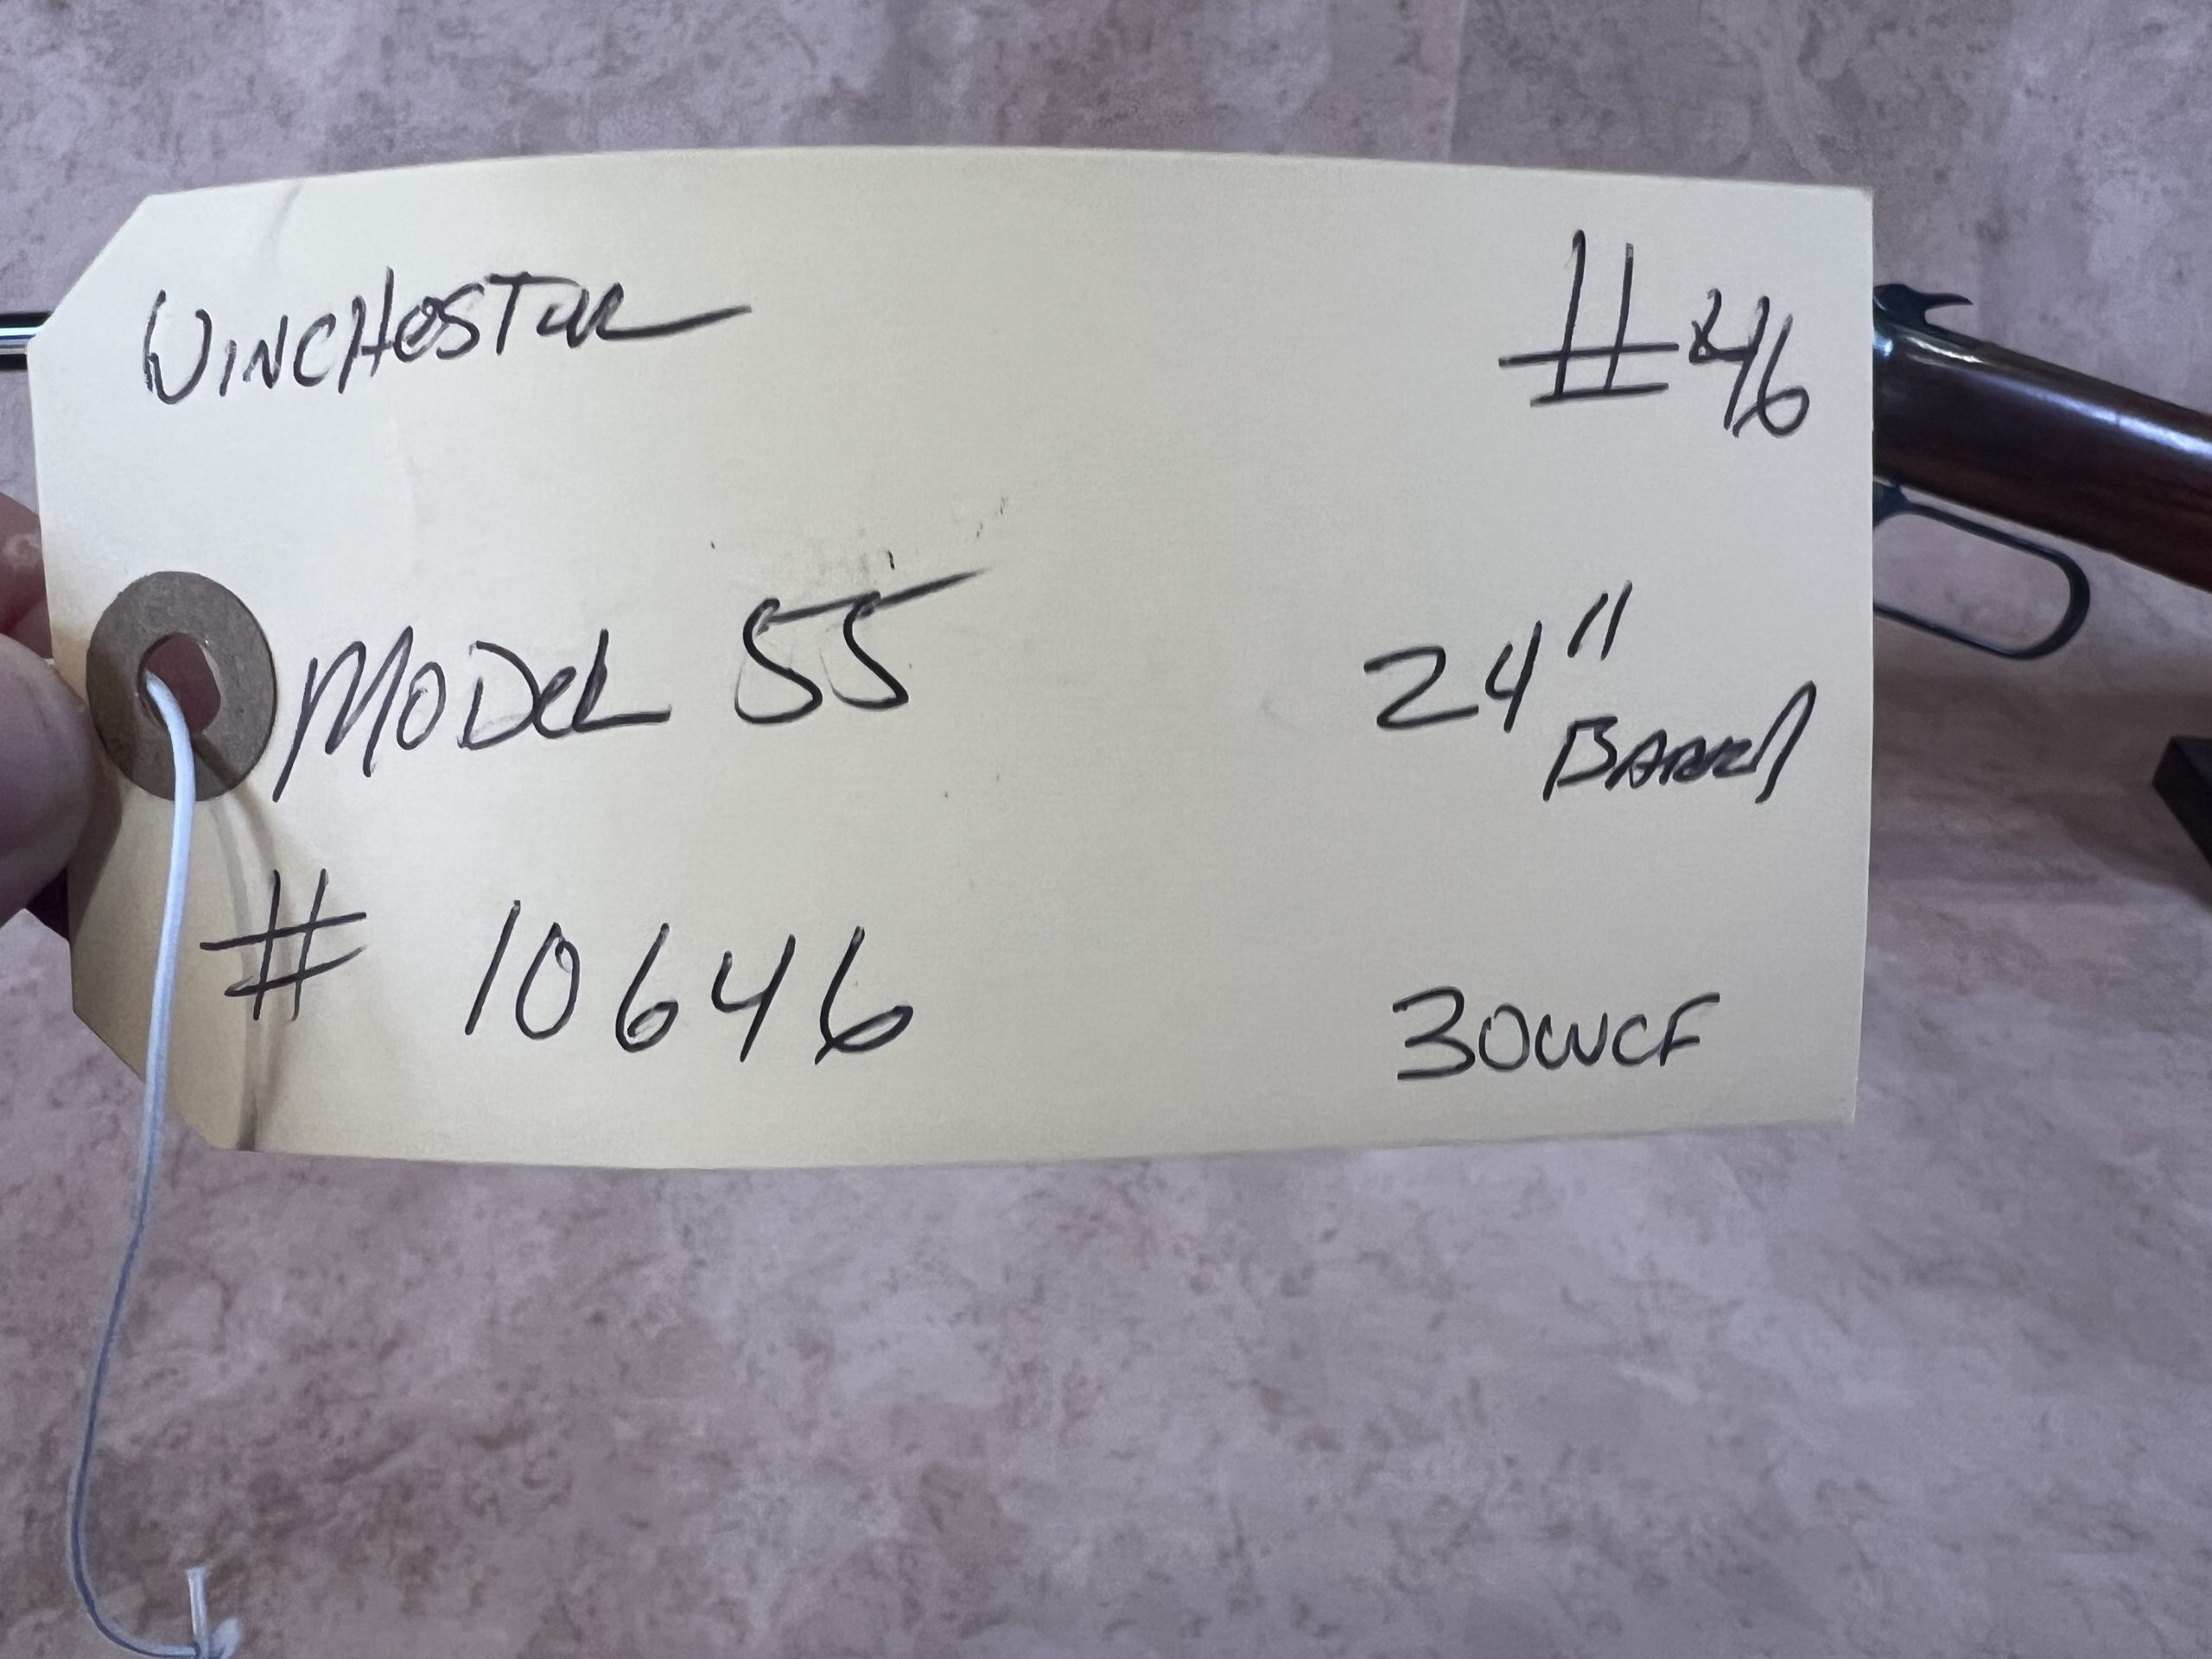 WINCHESTER
#46
MODEL 55
24"
BARREL
# 10646
30WCF